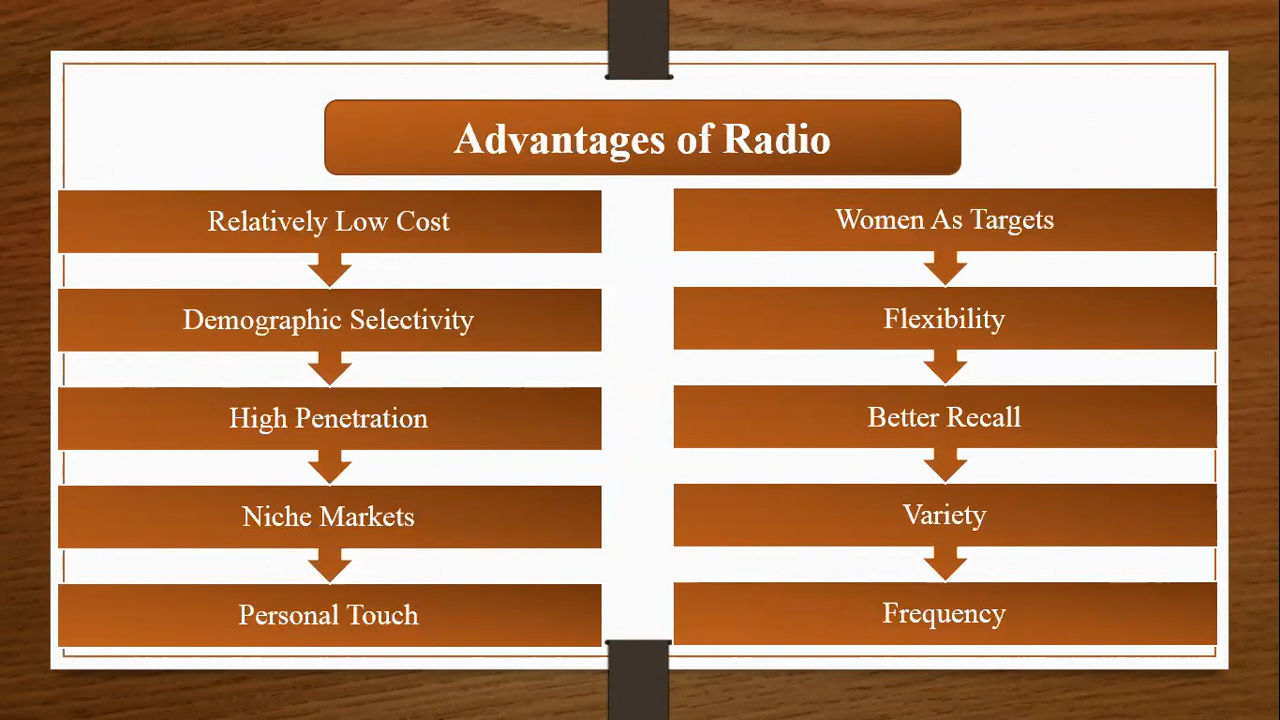 Advantages of Radio
Relatively Low Cost
Demographic Selectivity
High Penetration
Niche Markets
Personal Touch
Women As Targets
Flexibility
Better Recall
Variety
Frequency